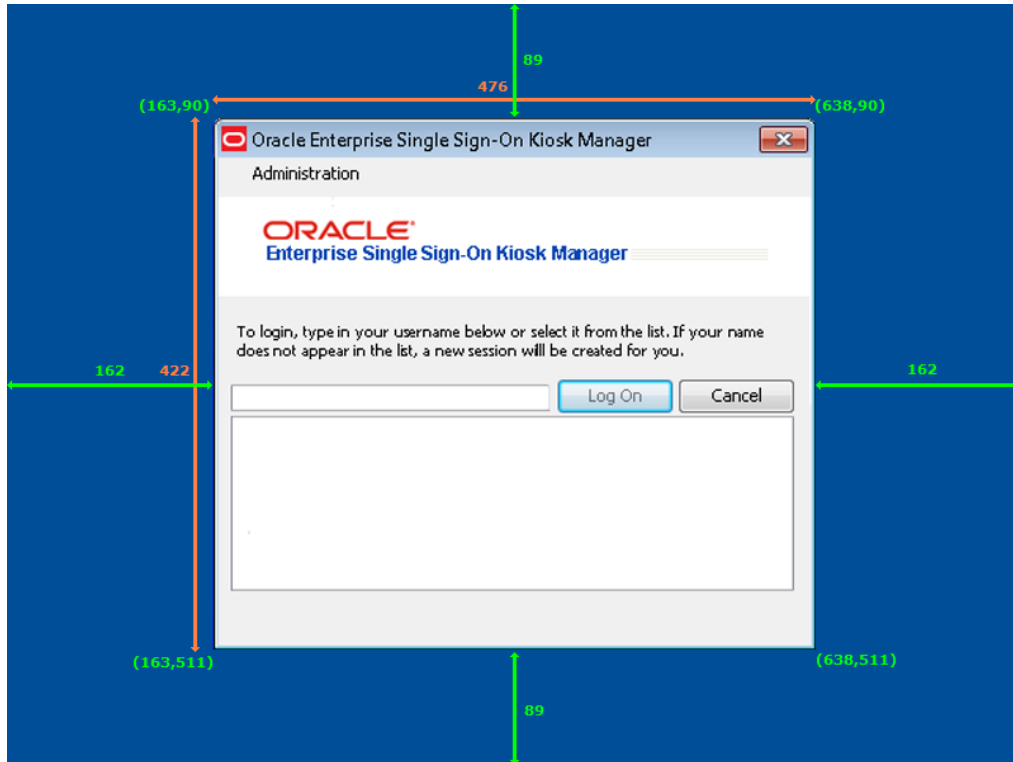 89
476
(163,90)
(638,90)
Oracle Enterprise Single Sign-On Kiosk Manager
Administration
ORACLE
Enterprise Single Sign-On Kiosk Manager
To login, type in your username below or select it from the list. If your name
does not appear in the list, a new session will be created for you.
162
422
162
Log On
Cancel
(163,511)
(638,511)
89